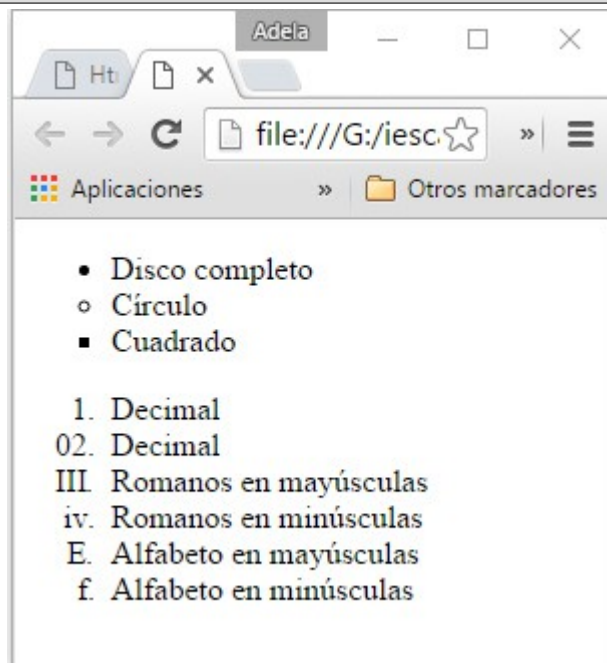 Adela
Ht
file:///G:/iesc
»
Aplicaciones » Otros marcadores
• Disco completo
○ Círculo
▪ Cuadrado
1. Decimal
02. Decimal
III. Romanos en mayúsculas
iv. Romanos en minúsculas
E. Alfabeto en mayúsculas
f. Alfabeto en minúsculas